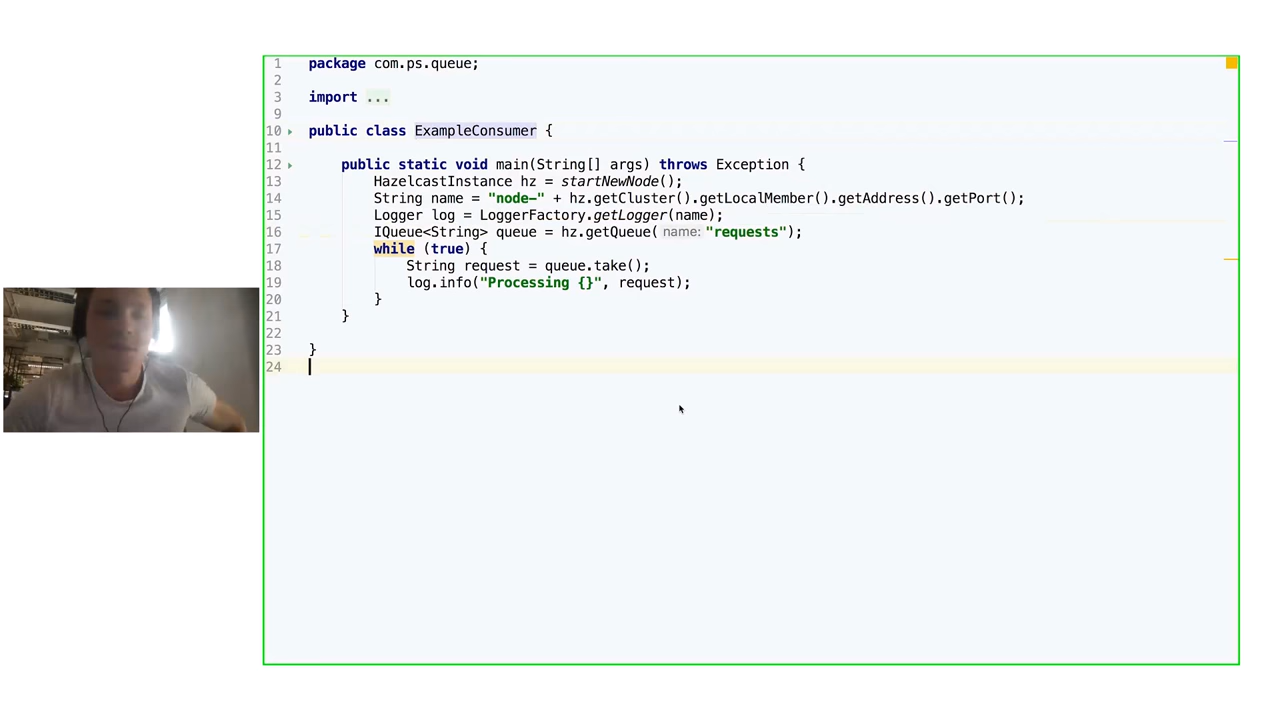 1 package com.ps.queue;
2
3 import ...
9
10 public class ExampleConsumer {
11
12 public static void main(String[] args) throws Exception {
13 HazelcastInstance hz = startNewNode();
14 String name = "node-" + hz.getCluster().getLocalMember().getAddress().getPort();
15 Logger log = LoggerFactory.getLogger(name);
16 IQueue<String> queue = hz.getQueue( name: "requests");
17 while (true) {
18 String request = queue.take();
19 log.info("Processing {}", request);
20 }
21 }
22
23 }
24